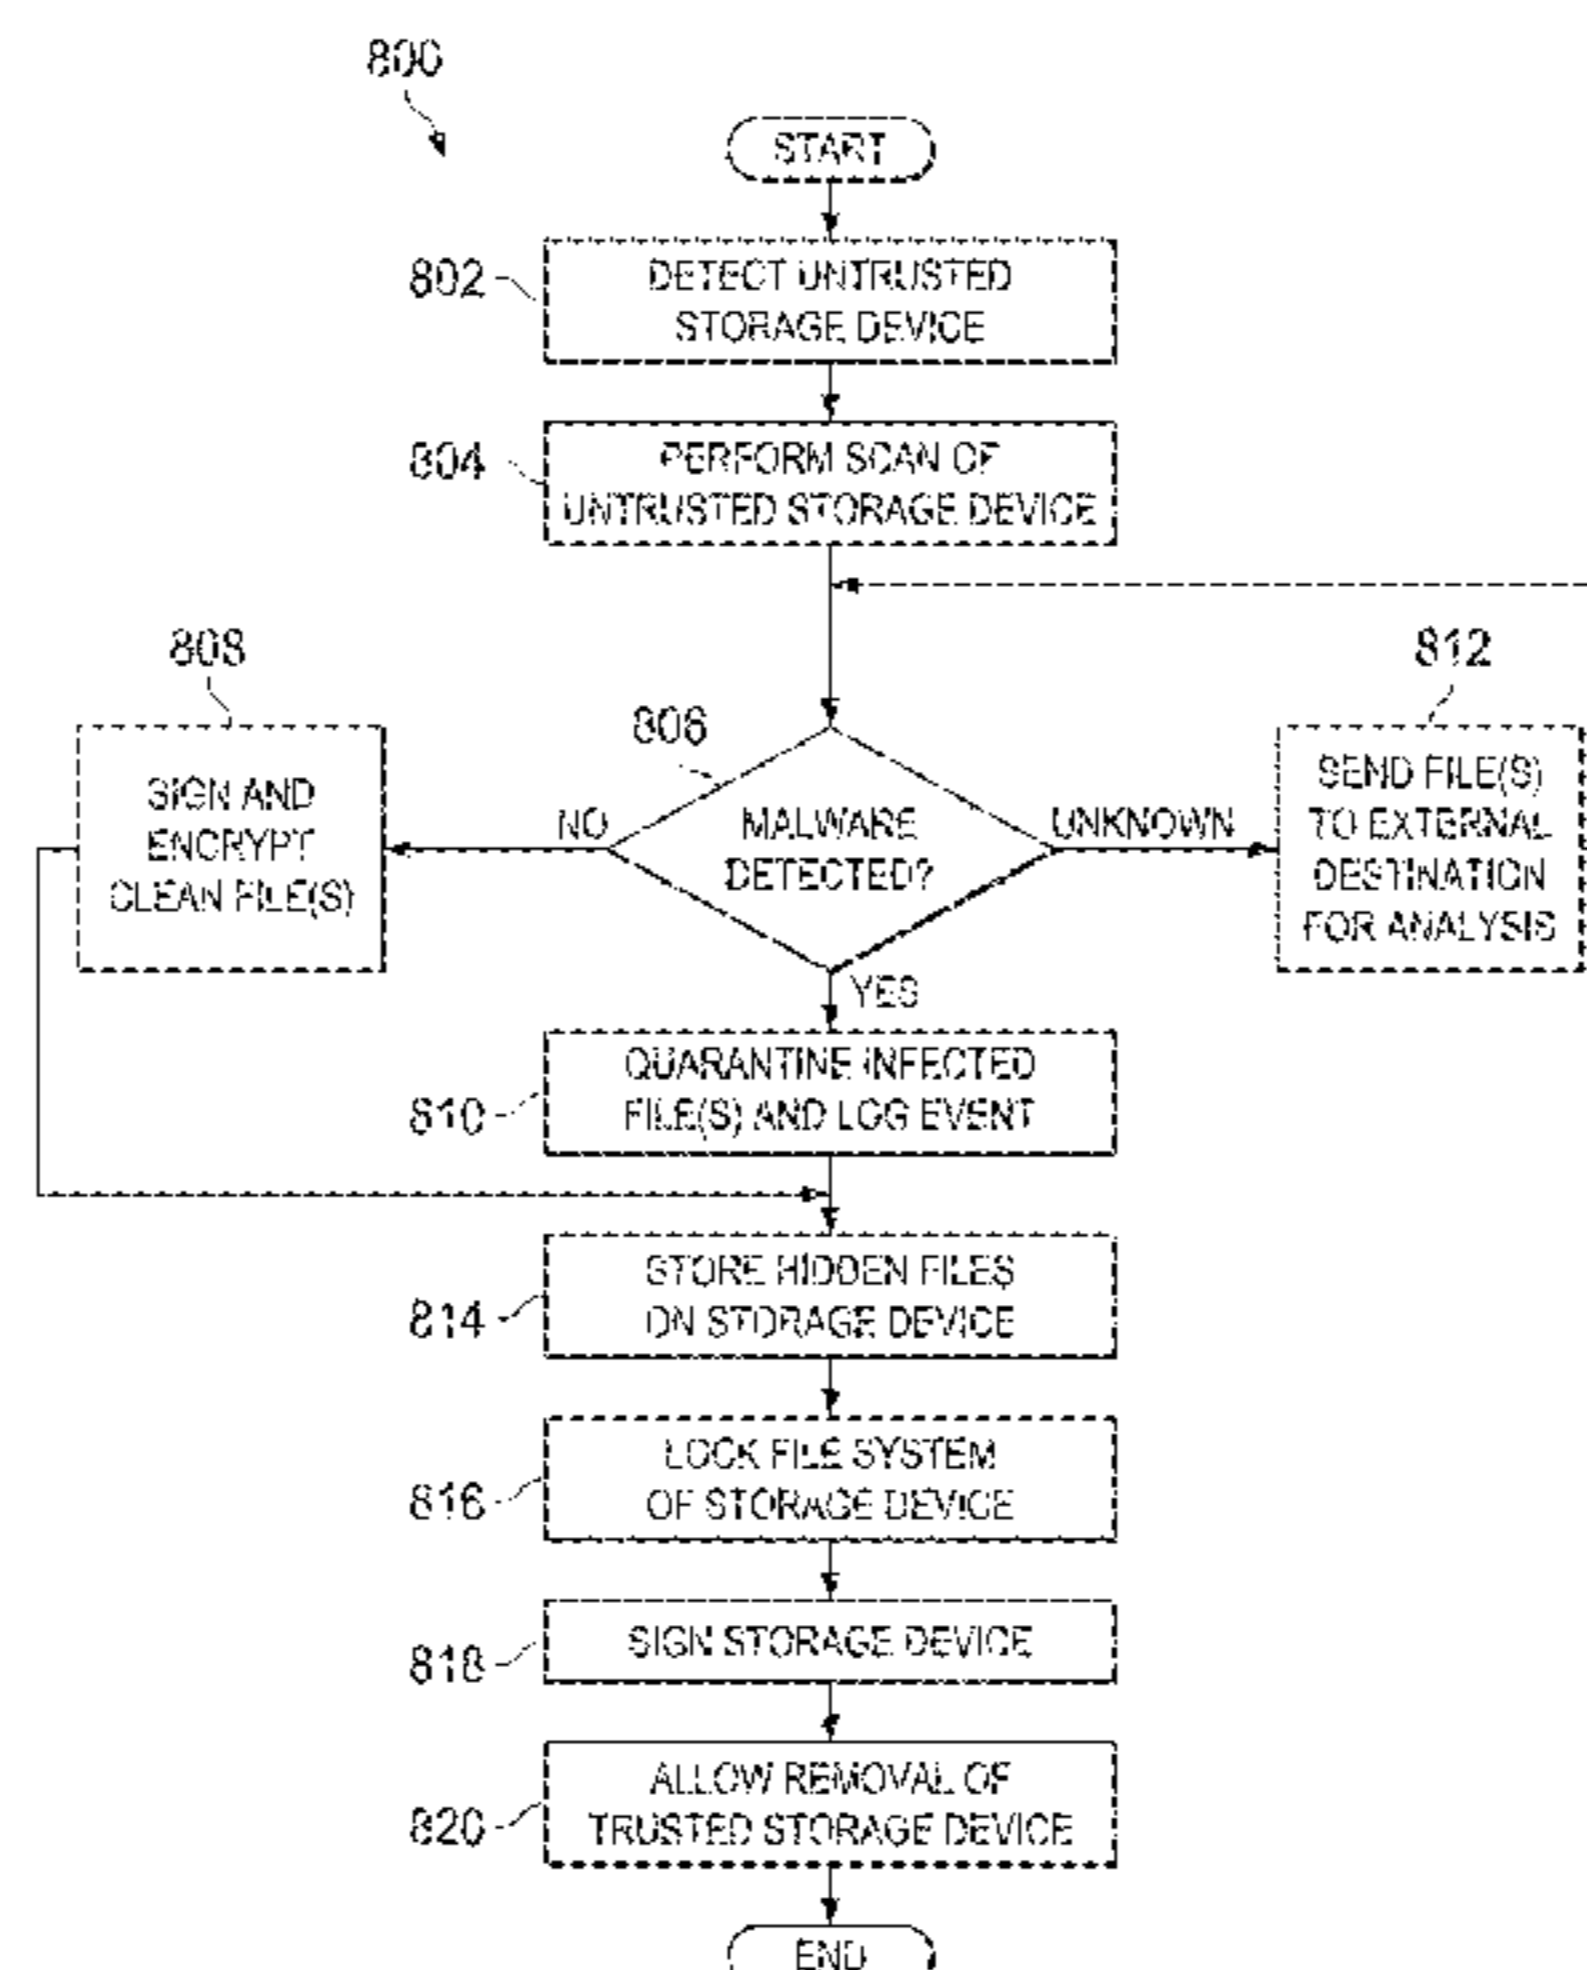 800
START
802
DETECT UNTRUSTED
STORAGE DEVICE
804
PERFORM SCAN OF
UNTRUSTED STORAGE DEVICE
808
812
806
SIGN AND
ENCRYPT
CLEAN FILE(S)
NO
MALWARE
DETECTED?
UNKNOWN
SEND FILE(S)
TO EXTERNAL
DESTINATION
FOR ANALYSIS
YES
810
QUARANTINE INFECTED
FILE(S) AND LOG EVENT
814
STORE HIDDEN FILES
ON STORAGE DEVICE
816
LOCK FILE SYSTEM
OF STORAGE DEVICE
818
SIGN STORAGE DEVICE
820
ALLOW REMOVAL OF
TRUSTED STORAGE DEVICE
END